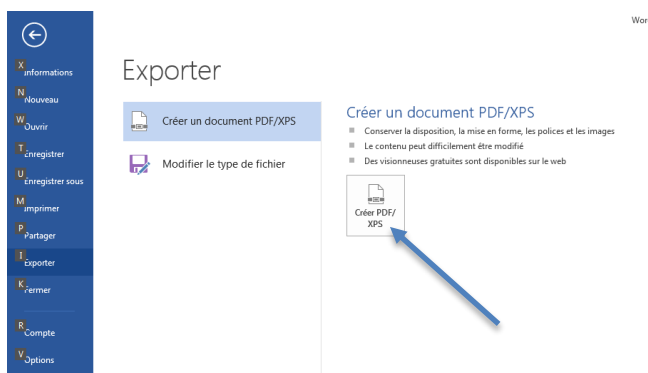 Wor
X
Informations
N
Nouveau
W
Ouvrir
T
Enregistrer
U
Enregistrer sous
M
Imprimer
P
Partager
I
Exporter
K
Fermer
R
Compte
V
Options
Exporter
Créer un document PDF/XPS
Modifier le type de fichier
Créer un document PDF/XPS
Conserver la disposition, la mise en forme, les polices et les images
Le contenu peut difficilement être modifié
Des visionneuses gratuites sont disponibles sur le web
Créer PDF/
XPS